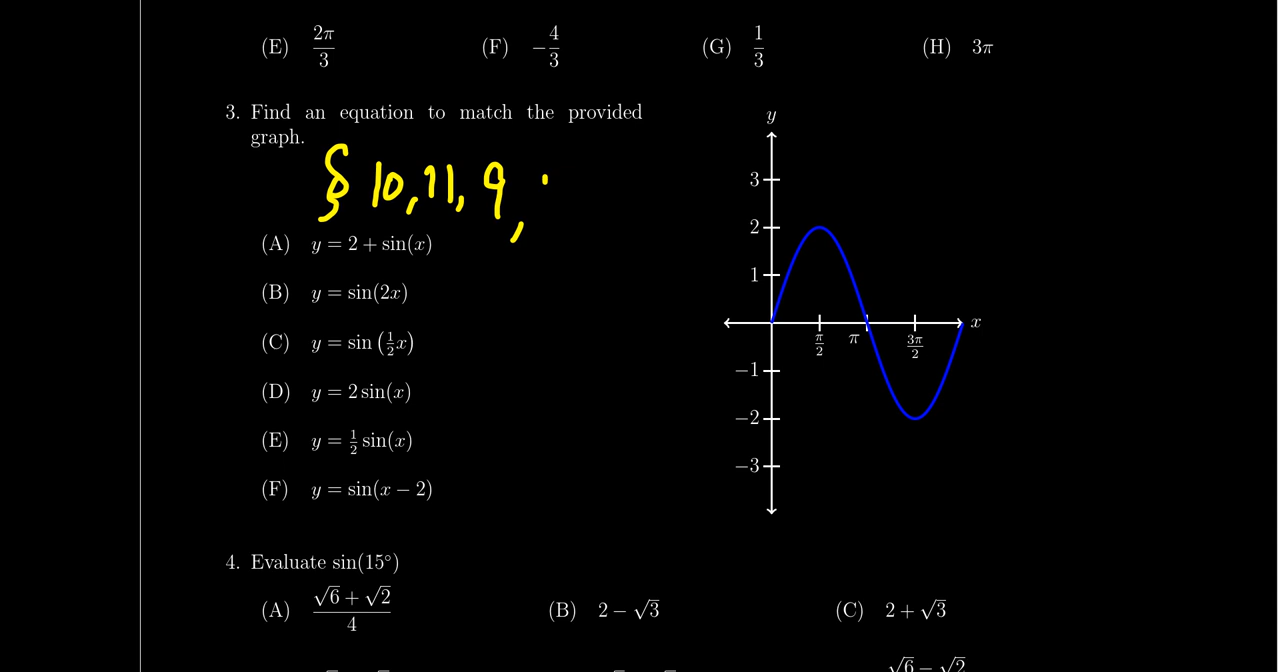 (E) 2π/3 (F) −4/3 (G) 1/3 (H) 3π
3. Find an equation to match the provided
graph.
§ 10, 11, 9, ·
(A) y = 2 + sin(x)
(B) y = sin(2x)
(C) y = sin(½x)
(D) y = 2 sin(x)
(E) y = ½ sin(x)
(F) y = sin(x − 2)
y
3
2
1
−1
−2
−3
π/2 π 3π/2 x
4. Evaluate sin(15°)
(A) (√6 + √2)/4 (B) 2 − √3 (C) 2 + √3
√6 − √2